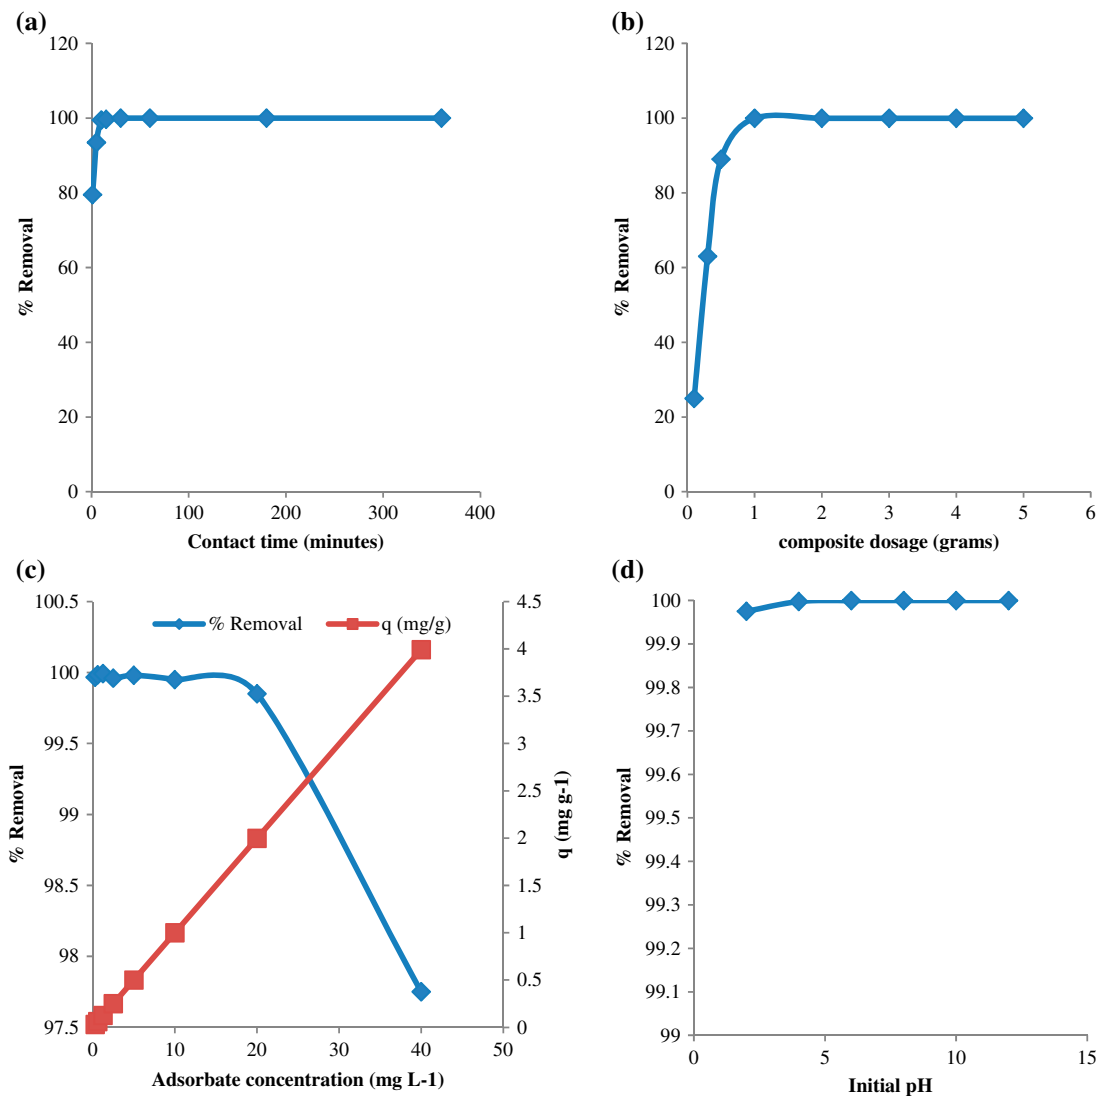 (a)
120
100
80
60
40
20
0
% Removal
0 100 200 300 400
Contact time (minutes)
(b)
120
100
80
60
40
20
0
% Removal
0 1 2 3 4 5 6
composite dosage (grams)
(c)
100.5
100
99.5
99
98.5
98
97.5
% Removal
% Removal q (mg/g)
4.5
4
3.5
3
2.5
2
1.5
1
0.5
0
q (mg g-1)
0 10 20 30 40 50
Adsorbate concentration (mg L-1)
(d)
100
99.9
99.8
99.7
99.6
99.5
99.4
99.3
99.2
99.1
99
% Removal
0 5 10 15
Initial pH